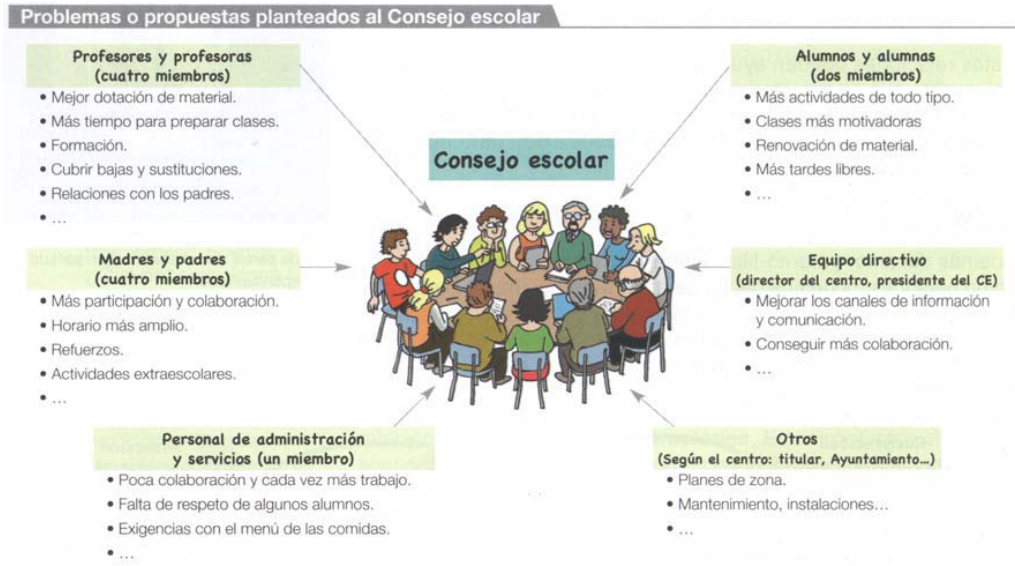 Problemas o propuestas planteados al Consejo escolar
Profesores y profesoras
(cuatro miembros)
• Mejor dotación de material.
• Más tiempo para preparar clases.
• Formación.
• Cubrir bajas y sustituciones.
• Relaciones con los padres.
• ...
Alumnos y alumnas
(dos miembros)
• Más actividades de todo tipo.
• Clases más motivadoras
• Renovación de material.
• Más tardes libres.
• ...
Consejo escolar
Madres y padres
(cuatro miembros)
• Más participación y colaboración.
• Horario más amplio.
• Refuerzos.
• Actividades extraescolares.
• ...
Equipo directivo
(director del centro, presidente del CE)
• Mejorar los canales de información
y comunicación.
• Conseguir más colaboración.
• ...
Personal de administración
y servicios (un miembro)
• Poca colaboración y cada vez más trabajo.
• Falta de respeto de algunos alumnos.
• Exigencias con el menú de las comidas.
• ...
Otros
(Según el centro: titular, Ayuntamiento...)
• Planes de zona.
• Mantenimiento, instalaciones...
• ...